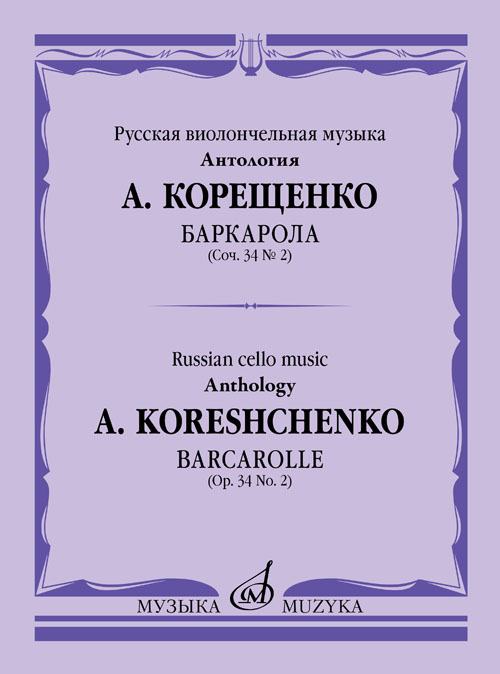 Русская виолончельная музыка
Антология
А. КОРЕЩЕНКО
БАРКАРОЛА
(Соч. 34 № 2)
Russian cello music
Anthology
A. KORESHCHENKO
BARCAROLLE
(Op. 34 No. 2)
МУЗЫКА М MUZYKA